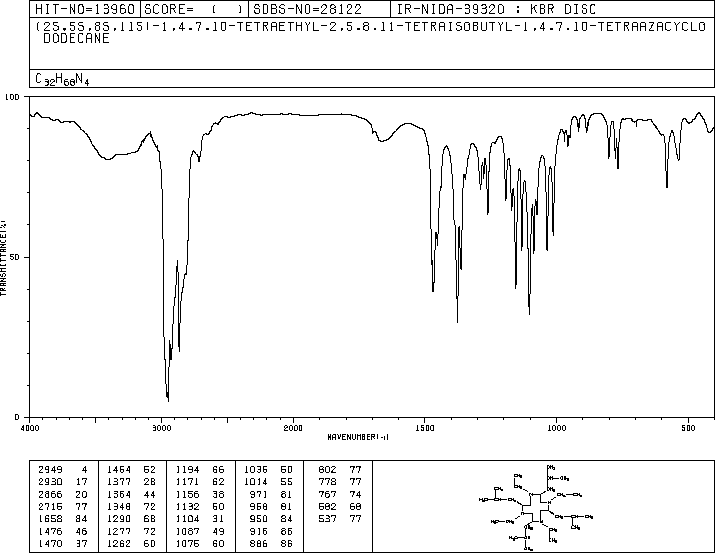 HIT-NO=13960 SCORE= ( ) SDBS-NO=28122 IR-NIDA-39320 : KBR DISC
(2S,5S,8S,11S)-1,4,7,10-TETRAETHYL-2,5,8,11-TETRAISOBUTYL-1,4,7,10-TETRAAZACYCLO
DODECANE
C32H68N4
100
50
0
TRANSMITTANCE(%)
4000 3000 2000 1500 1000 500
WAVENUMBER(-1)
2949 4 1464 52 1194 66 1036 50 802 77
2930 17 1377 28 1171 62 1014 55 778 77
2866 20 1364 44 1156 38 971 81 767 74
2715 77 1348 72 1132 50 958 81 582 68
1658 84 1290 68 1104 31 950 84 537 77
1476 46 1277 72 1087 49 916 86
1470 37 1262 60 1075 60 886 86